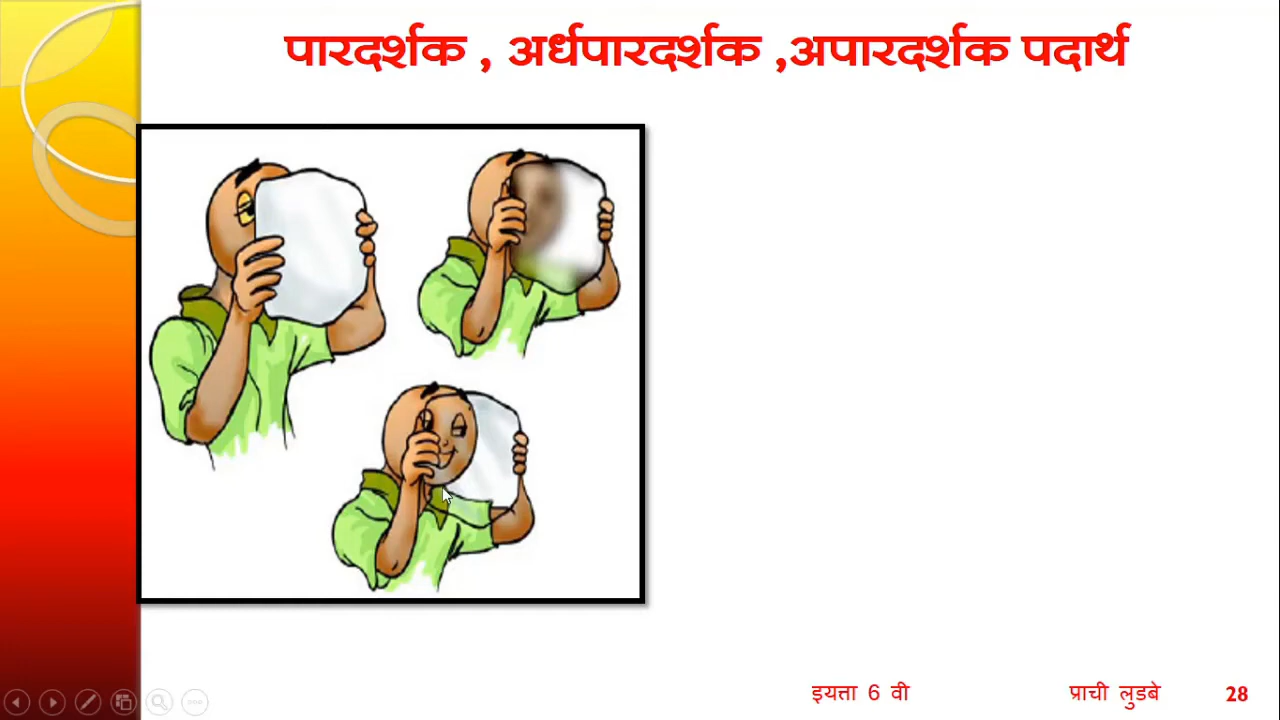 पारदर्शक , अर्धपारदर्शक ,अपारदर्शक पदार्थ
इयत्ता 6 वी प्राची लुडबे 28